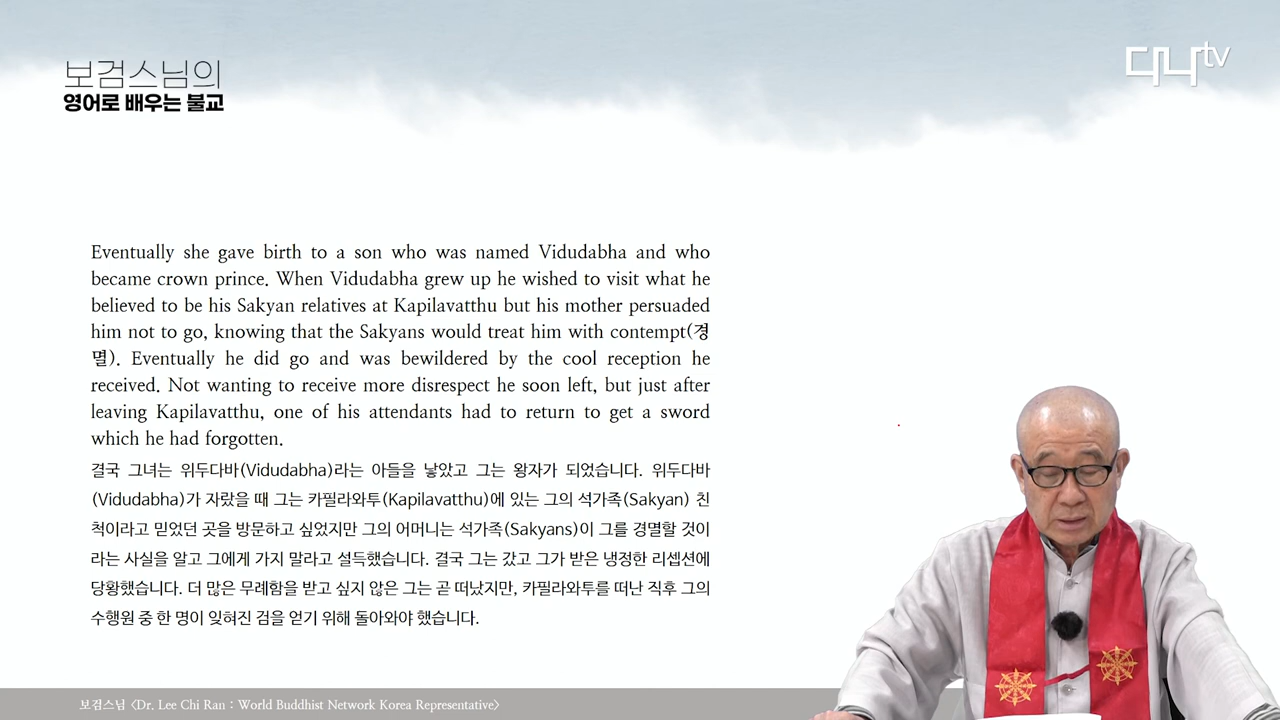 보검스님의
영어로 배우는 불교
디나tv
Eventually she gave birth to a son who was named Vidudabha and who
became crown prince. When Vidudabha grew up he wished to visit what he
believed to be his Sakyan relatives at Kapilavatthu but his mother persuaded
him not to go, knowing that the Sakyans would treat him with contempt(경
멸). Eventually he did go and was bewildered by the cool reception he
received. Not wanting to receive more disrespect he soon left, but just after
leaving Kapilavatthu, one of his attendants had to return to get a sword
which he had forgotten.
결국 그녀는 위두다바(Vidudabha)라는 아들을 낳았고 그는 왕자가 되었습니다. 위두다바
(Vidudabha)가 자랐을 때 그는 카필라와투(Kapilavatthu)에 있는 그의 석가족(Sakyan) 친
척이라고 믿었던 곳을 방문하고 싶었지만 그의 어머니는 석가족(Sakyans)이 그를 경멸할 것이
라는 사실을 알고 그에게 가지 말라고 설득했습니다. 결국 그는 갔고 그가 받은 냉정한 리셉션에
당황했습니다. 더 많은 무례함을 받고 싶지 않은 그는 곧 떠났지만, 카필라와투를 떠난 직후 그의
수행원 중 한 명이 잊혀진 검을 얻기 위해 돌아와야 했습니다.
보검스님 〈Dr. Lee Chi Ran : World Buddhist Network Korea Representative〉